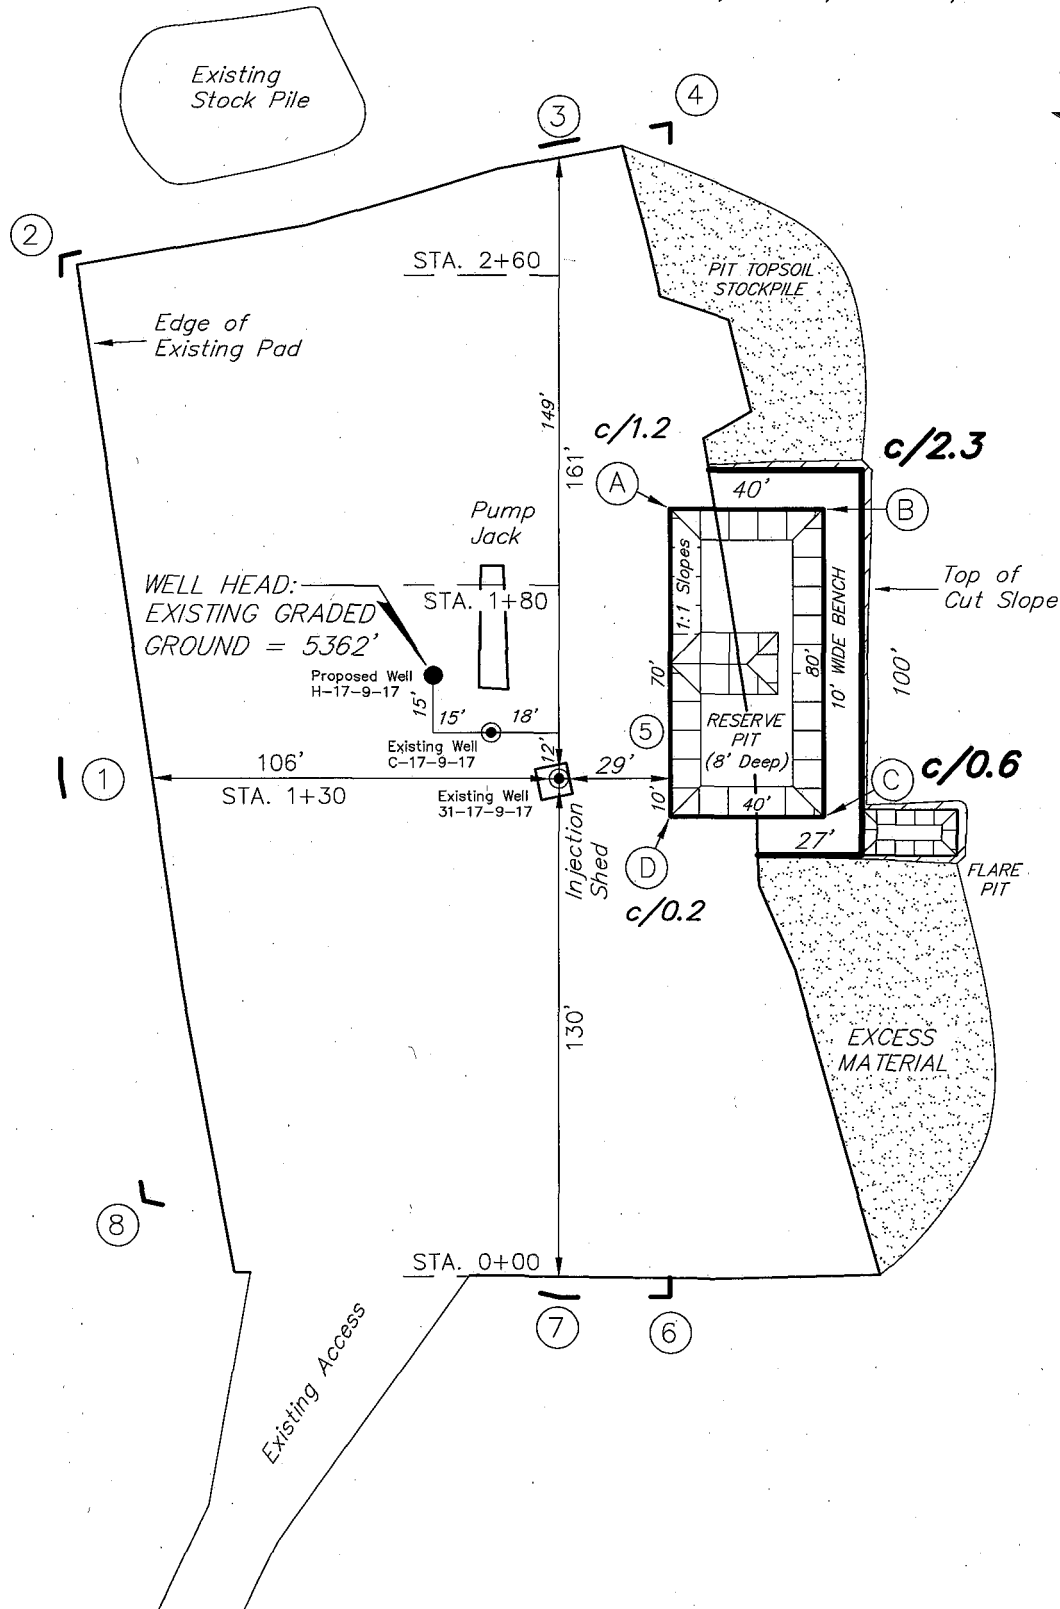 Existing
Stock Pile
4
3
2
STA. 2+60
PIT TOPSOIL
STOCKPILE
Edge of
Existing Pad
149'
161'
c/1.2
c/2.3
A
40'
B
Pump
Jack
1:1 Slopes
WELL HEAD:
EXISTING GRADED
GROUND = 5362'
STA. 1+80
Top of
Cut Slope
10' WIDE BENCH
80'
100'
Proposed Well
H-17-9-17
70'
15'
15'
18'
RESERVE
PIT
(8' Deep)
5
Existing Well
C-17-9-17
12'
1
106'
STA. 1+30
29'
C
c/0.6
Existing Well
31-17-9-17
10'
40'
Injection
Shed
D
27'
FLARE
PIT
c/0.2
130'
EXCESS
MATERIAL
8
STA. 0+00
7
6
Existing Access